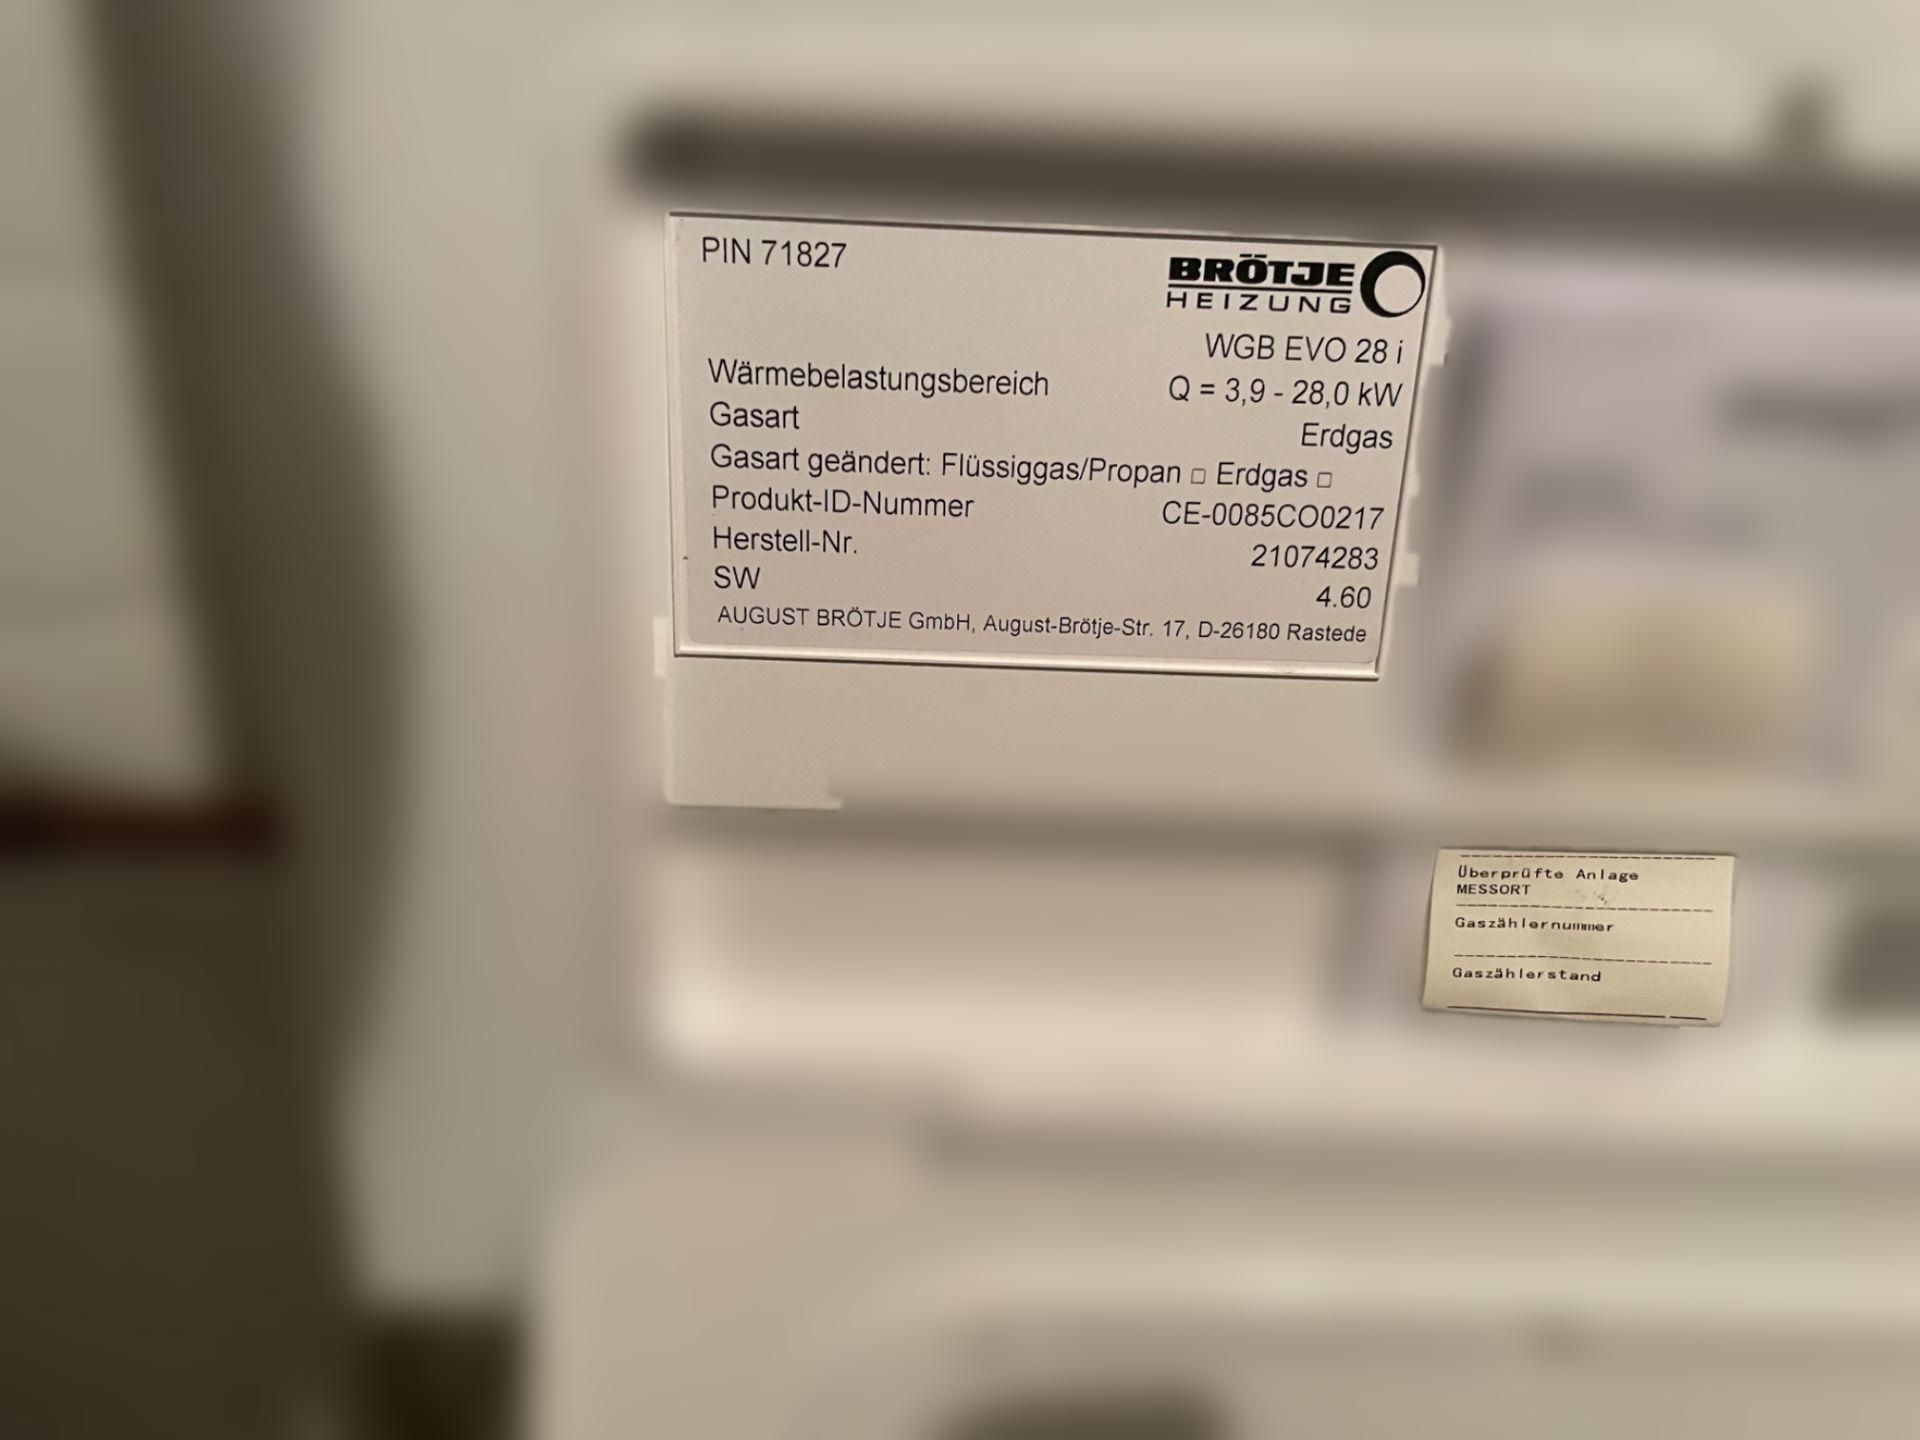 PIN 71827
BRÖTJE
HEIZUNG
WGB EVO 28 i
Wärmebelastungsbereich Q = 3,9 - 28,0 kW
Gasart Erdgas
Gasart geändert: Flüssiggas/Propan □ Erdgas □
Produkt-ID-Nummer CE-0085CO0217
Herstell-Nr. 21074283
SW 4.60
AUGUST BRÖTJE GmbH, August-Brötje-Str. 17, D-26180 Rastede
Überprüfte Anlage
MESSORT
Gaszählernummer
Gaszählerstand